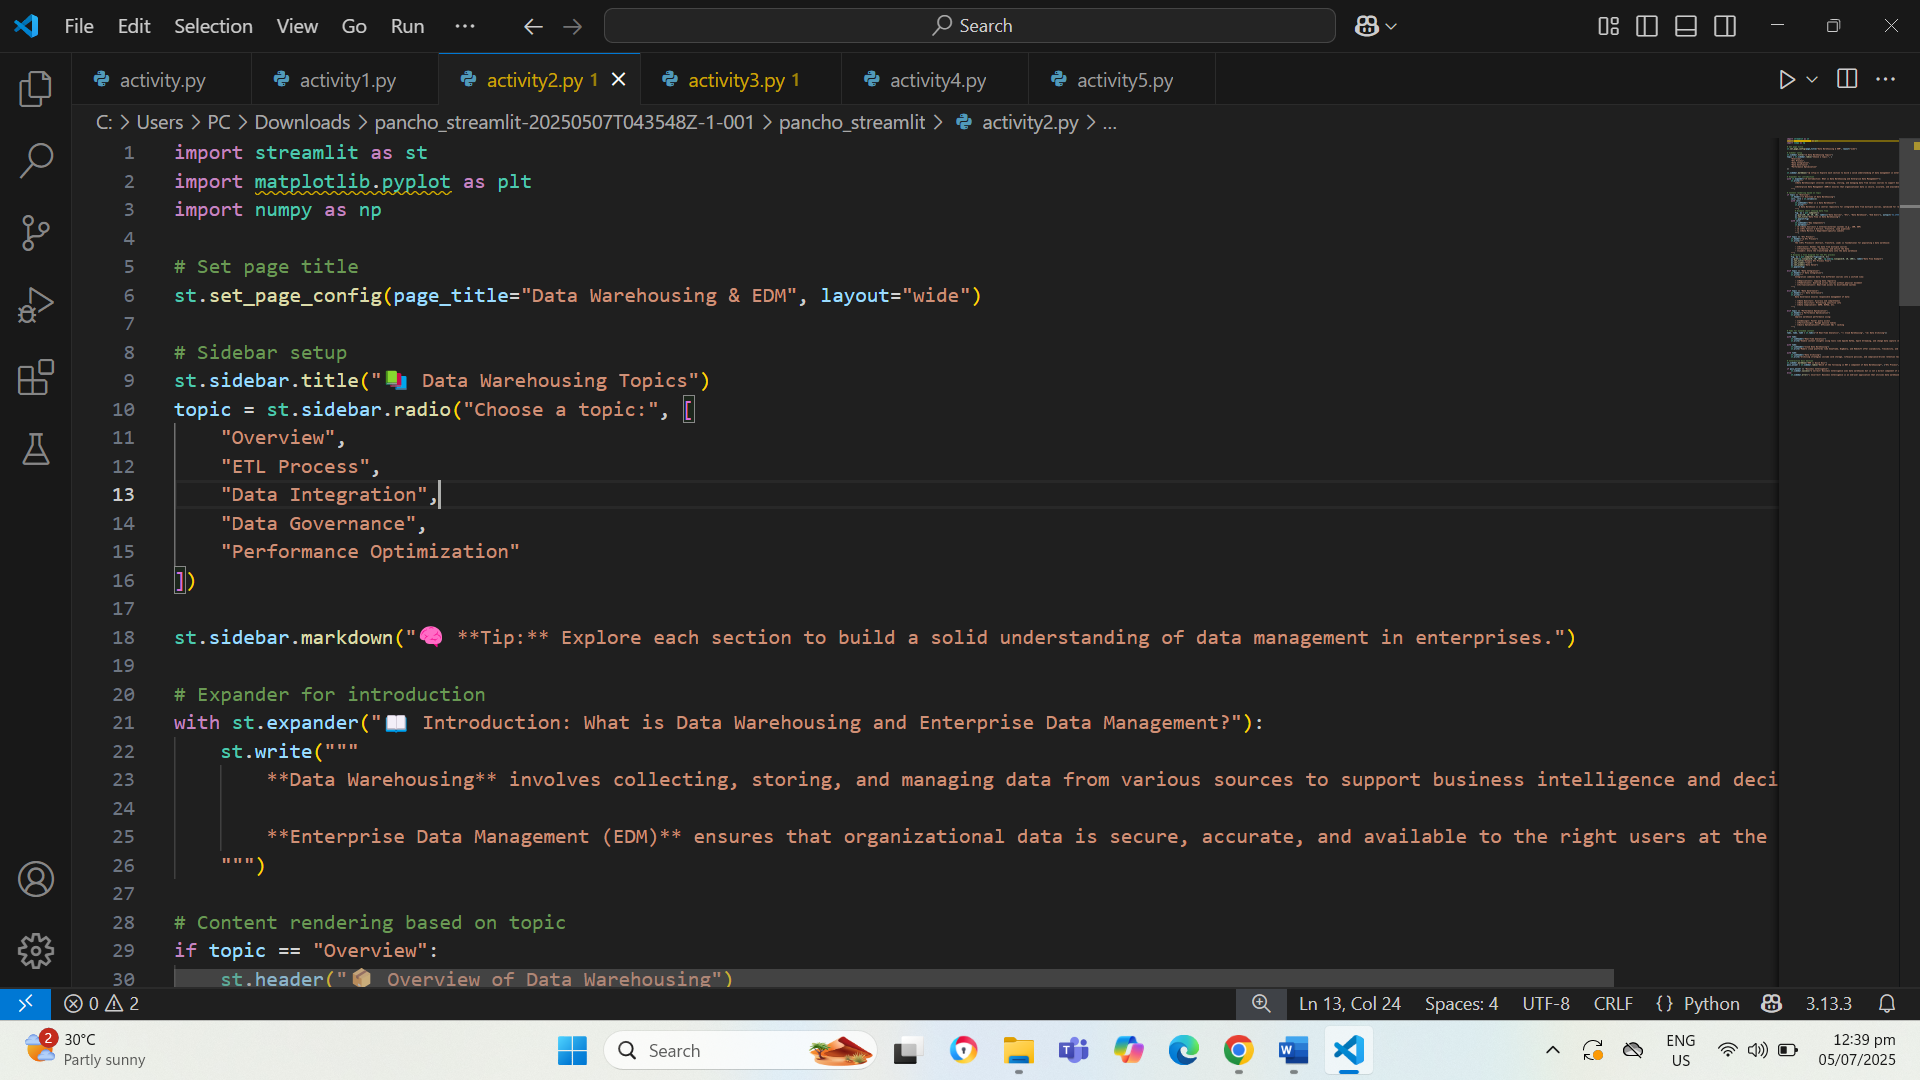 File Edit Selection View Go Run ··· Search
activity.py activity1.py activity2.py 1 activity3.py 1 activity4.py activity5.py
C: > Users > PC > Downloads > pancho_streamlit-20250507T043548Z-1-001 > pancho_streamlit > activity2.py > ...
1 import streamlit as st
2 import matplotlib.pyplot as plt
3 import numpy as np
4
5 # Set page title
6 st.set_page_config(page_title="Data Warehousing & EDM", layout="wide")
7
8 # Sidebar setup
9 st.sidebar.title("📚 Data Warehousing Topics")
10 topic = st.sidebar.radio("Choose a topic:", [
11 "Overview",
12 "ETL Process",
13 "Data Integration",
14 "Data Governance",
15 "Performance Optimization"
16 ])
17
18 st.sidebar.markdown("🧠 **Tip:** Explore each section to build a solid understanding of data management in enterprises.")
19
20 # Expander for introduction
21 with st.expander("📖 Introduction: What is Data Warehousing and Enterprise Data Management?"):
22 st.write("""
23 **Data Warehousing** involves collecting, storing, and managing data from various sources to support business intelligence and deci
24
25 **Enterprise Data Management (EDM)** ensures that organizational data is secure, accurate, and available to the right users at the
26 """)
27
28 # Content rendering based on topic
29 if topic == "Overview":
30 st.header("📦 Overview of Data Warehousing")
0 2 Ln 13, Col 24 Spaces: 4 UTF-8 CRLF {} Python 3.13.3
2 30°C
Partly sunny
Search
ENG
US
12:39 pm
05/07/2025